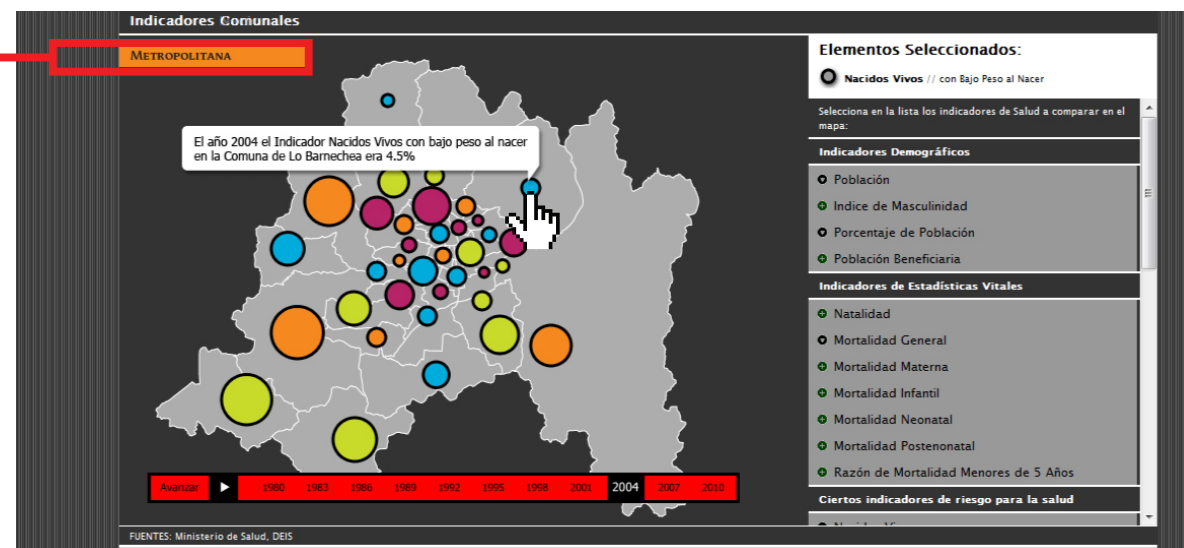 Indicadores Comunales
METROPOLITANA
El año 2004 el Indicador Nacidos Vivos con bajo peso al nacer
en la Comuna de Lo Barnechea era 4.5%
Avanzar 1980 1983 1986 1989 1992 1995 1998 2001 2004 2007 2010
FUENTES: Ministerio de Salud, DEIS
Elementos Seleccionados:
Nacidos Vivos // con Bajo Peso al Nacer
Selecciona en la lista los indicadores de Salud a comparar en el
mapa:
Indicadores Demográficos
Población
Indice de Masculinidad
Porcentaje de Población
Población Beneficiaria
Indicadores de Estadísticas Vitales
Natalidad
Mortalidad General
Mortalidad Materna
Mortalidad Infantil
Mortalidad Neonatal
Mortalidad Postenonatal
Razón de Mortalidad Menores de 5 Años
Ciertos indicadores de riesgo para la salud